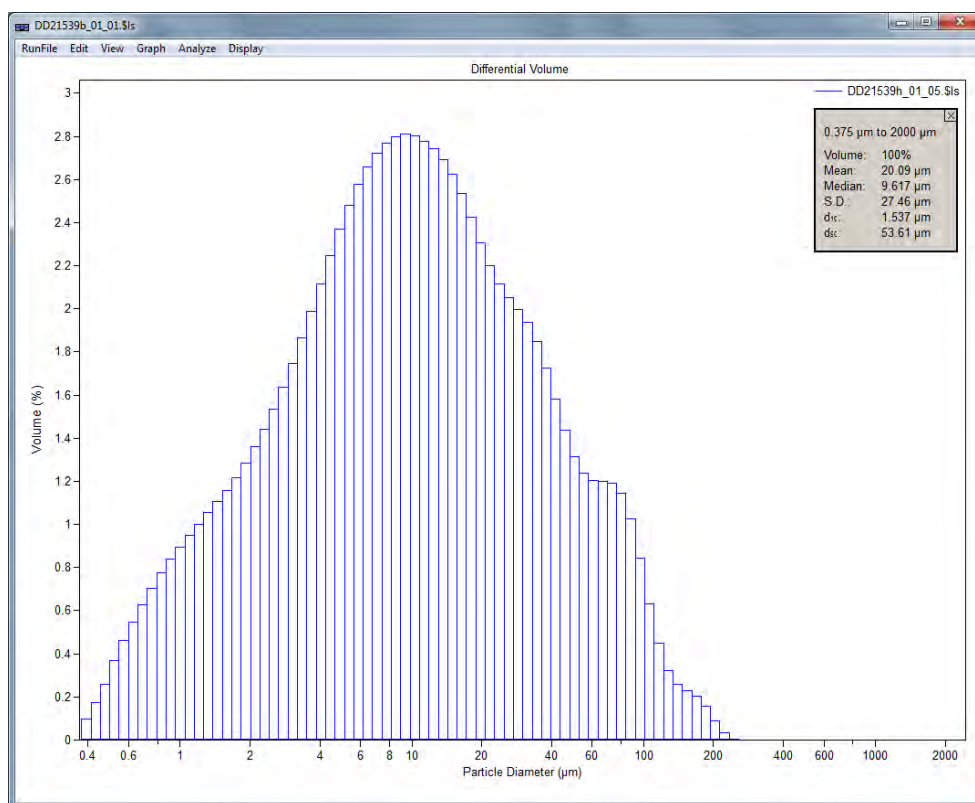 DD21539b_01_01.$ls
RunFile Edit View Graph Analyze Display
Differential Volume
DD21539h_01_05.$ls
0.375 µm to 2000 µm
Volume: 100%
Mean: 20.09 µm
Median: 9.617 µm
S.D.: 27.46 µm
1.537 µm
53.61 µm
3
2.8
2.6
2.4
2.2
2
1.8
1.6
1.4
1.2
1
0.8
0.6
0.4
0.2
0
Volume (%)
0.4 0.6 1 2 4 6 8 10 20 40 60 100 200 400 600 1000 2000
Particle Diameter (µm)